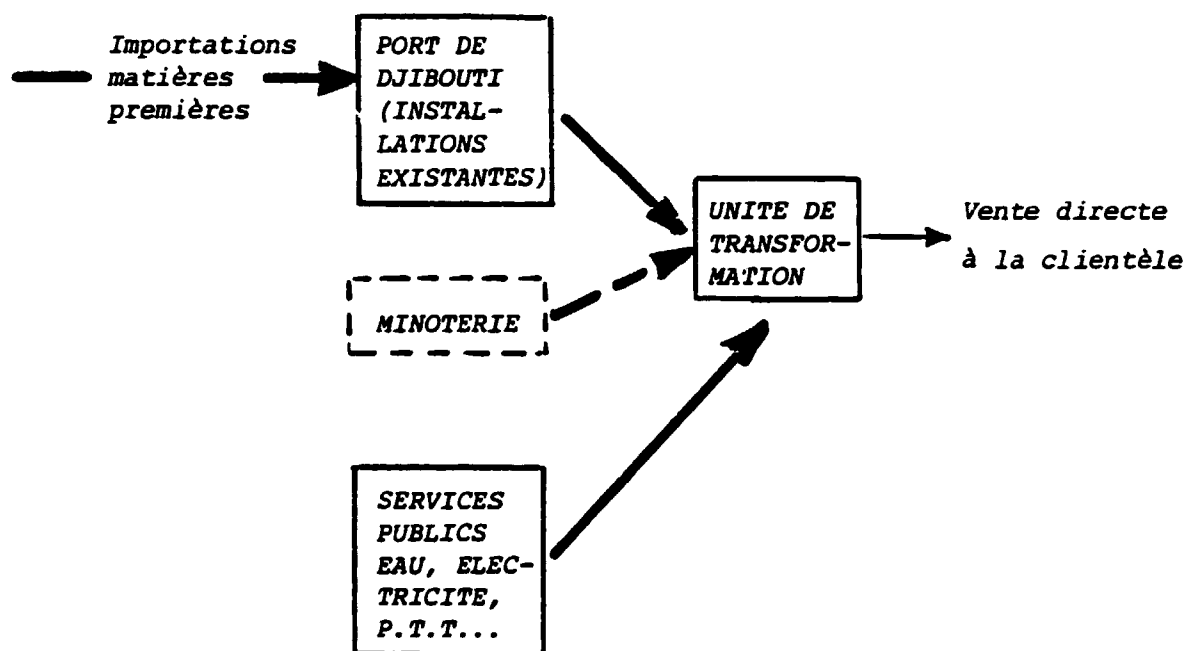 Importations
matières
premières
PORT DE
DJIBOUTI
(INSTAL-
LATIONS
EXISTANTES)
UNITE DE
TRANSFOR-
MATION
Vente directe
à la clientèle
MINOTERIE
SERVICES
PUBLICS
EAU, ELEC-
TRICITE,
P.T.T...